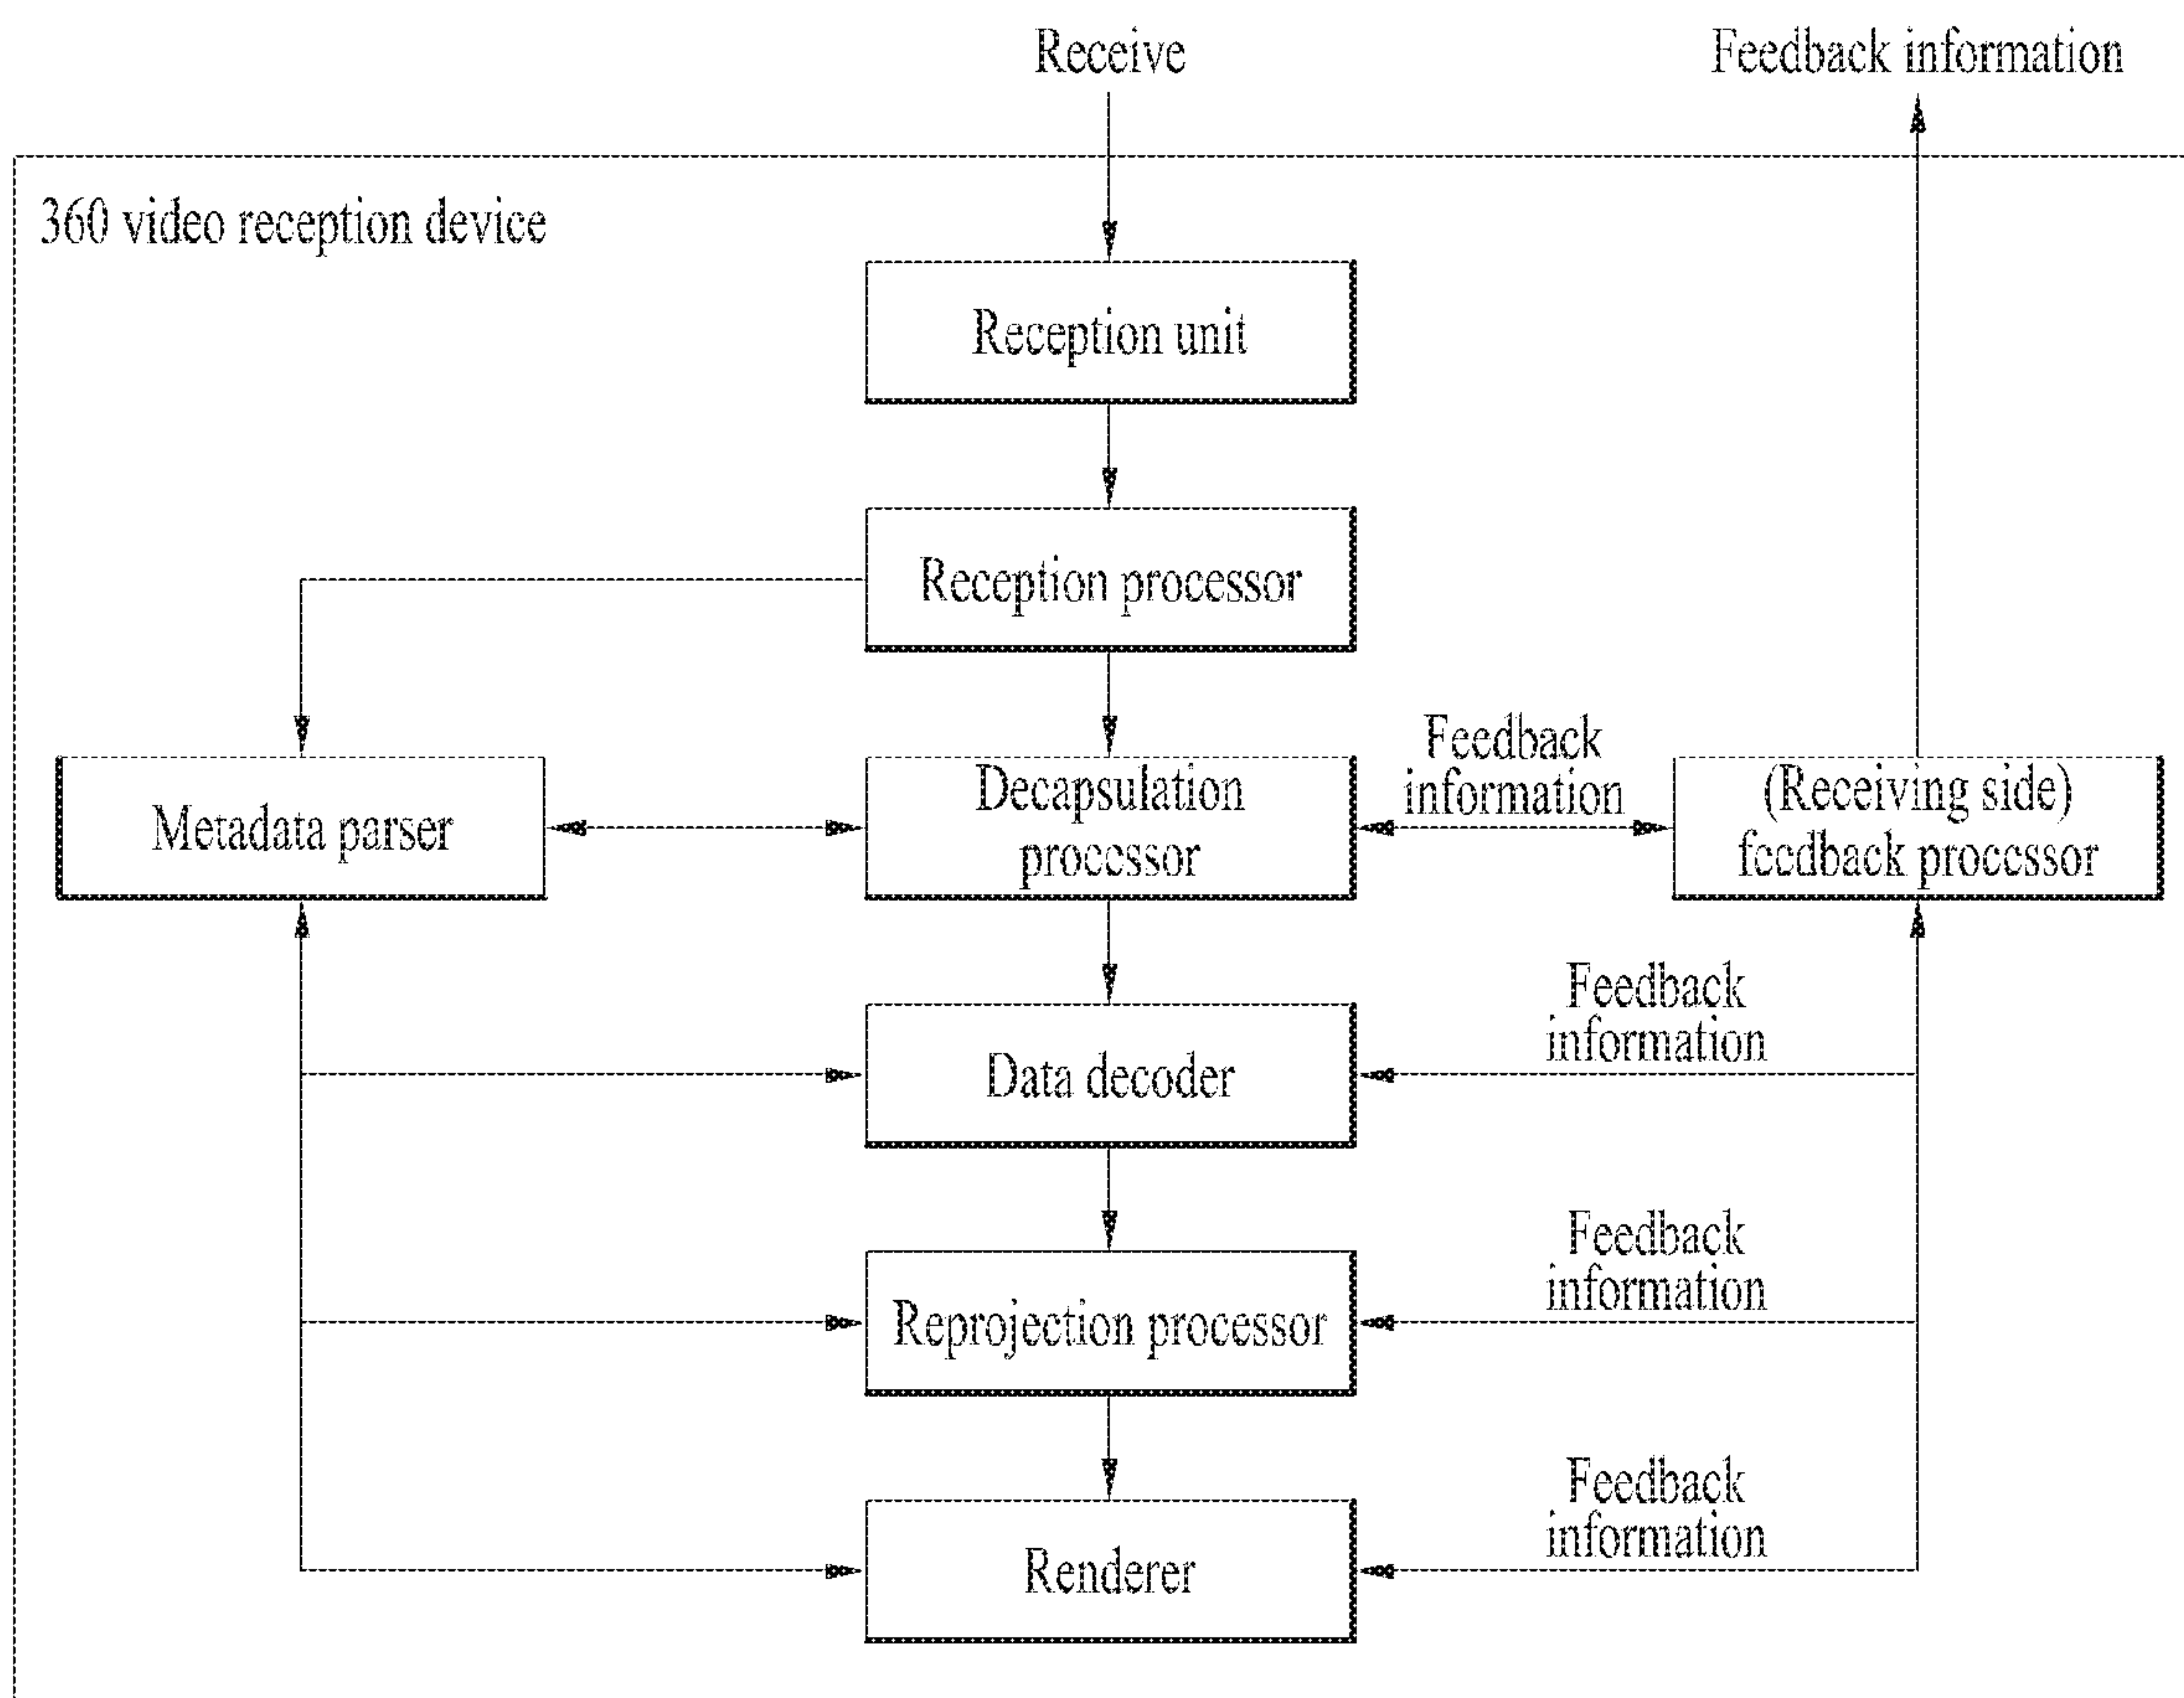 Receive
Feedback information
360 video reception device
Reception unit
Reception processor
Metadata parser
Decapsulation
processor
Feedback
information
(Receiving side)
feedback processor
Data decoder
Feedback
information
Reprojection processor
Feedback
information
Renderer
Feedback
information